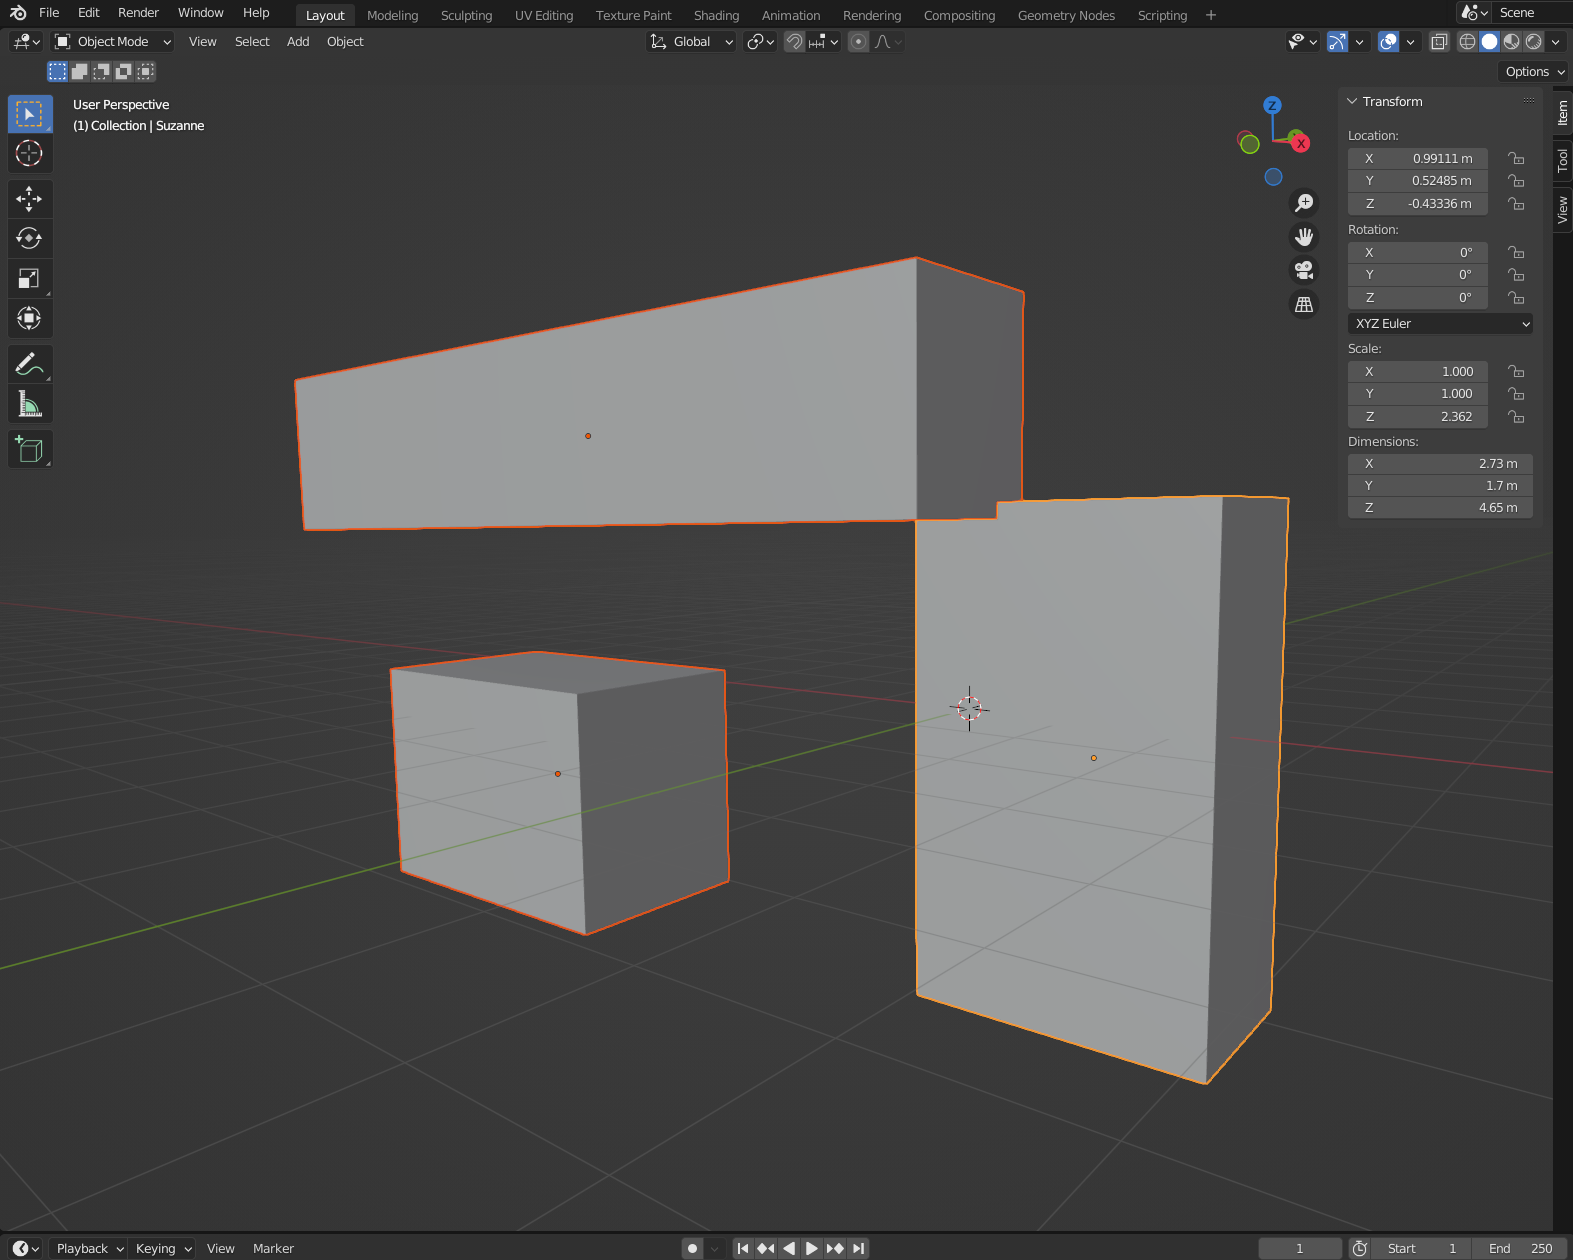 File Edit Render Window Help Layout Modeling Sculpting UV Editing Texture Paint Shading Animation Rendering Compositing Geometry Nodes Scripting + Scene
Object Mode View Select Add Object Global
Options
User Perspective
(1) Collection | Suzanne
Z
X
Transform
Location:
X 0.99111 m
Y 0.52485 m
Z -0.43336 m
Rotation:
X 0°
Y 0°
Z 0°
XYZ Euler
Scale:
X 1.000
Y 1.000
Z 2.362
Dimensions:
X 2.73 m
Y 1.7 m
Z 4.65 m
Item
Tool
View
Playback Keying View Marker 1 Start 1 End 250